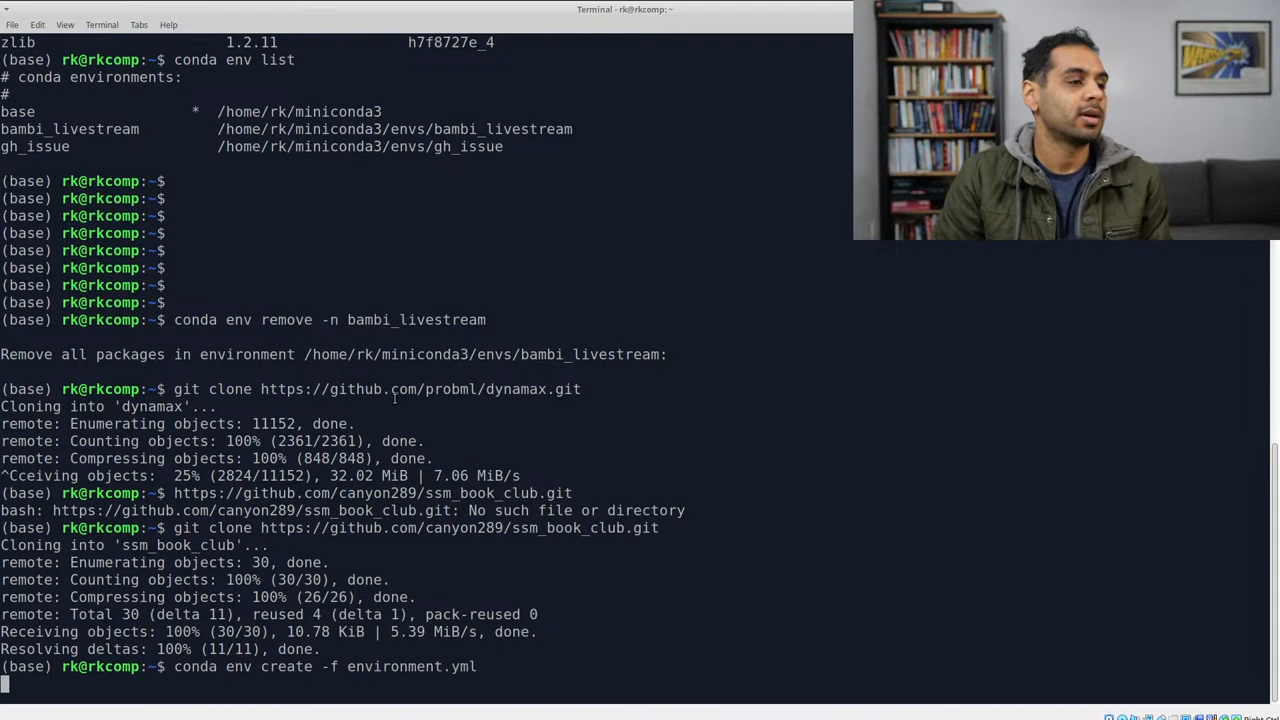 Terminal - rk@rkcomp: ~
File Edit View Terminal Tabs Help
zlib 1.2.11 h7f8727e_4
(base) rk@rkcomp:~$ conda env list
# conda environments:
#
base * /home/rk/miniconda3
bambi_livestream /home/rk/miniconda3/envs/bambi_livestream
gh_issue /home/rk/miniconda3/envs/gh_issue
(base) rk@rkcomp:~$
(base) rk@rkcomp:~$
(base) rk@rkcomp:~$
(base) rk@rkcomp:~$
(base) rk@rkcomp:~$
(base) rk@rkcomp:~$
(base) rk@rkcomp:~$
(base) rk@rkcomp:~$
(base) rk@rkcomp:~$ conda env remove -n bambi_livestream
Remove all packages in environment /home/rk/miniconda3/envs/bambi_livestream:
(base) rk@rkcomp:~$ git clone https://github.com/probml/dynamax.git
Cloning into 'dynamax'...
remote: Enumerating objects: 11152, done.
remote: Counting objects: 100% (2361/2361), done.
remote: Compressing objects: 100% (848/848), done.
^Cceiving objects: 25% (2824/11152), 32.02 MiB | 7.06 MiB/s
(base) rk@rkcomp:~$ https://github.com/canyon289/ssm_book_club.git
bash: https://github.com/canyon289/ssm_book_club.git: No such file or directory
(base) rk@rkcomp:~$ git clone https://github.com/canyon289/ssm_book_club.git
Cloning into 'ssm_book_club'...
remote: Enumerating objects: 30, done.
remote: Counting objects: 100% (30/30), done.
remote: Compressing objects: 100% (26/26), done.
remote: Total 30 (delta 11), reused 4 (delta 1), pack-reused 0
Receiving objects: 100% (30/30), 10.78 KiB | 5.39 MiB/s, done.
Resolving deltas: 100% (11/11), done.
(base) rk@rkcomp:~$ conda env create -f environment.yml